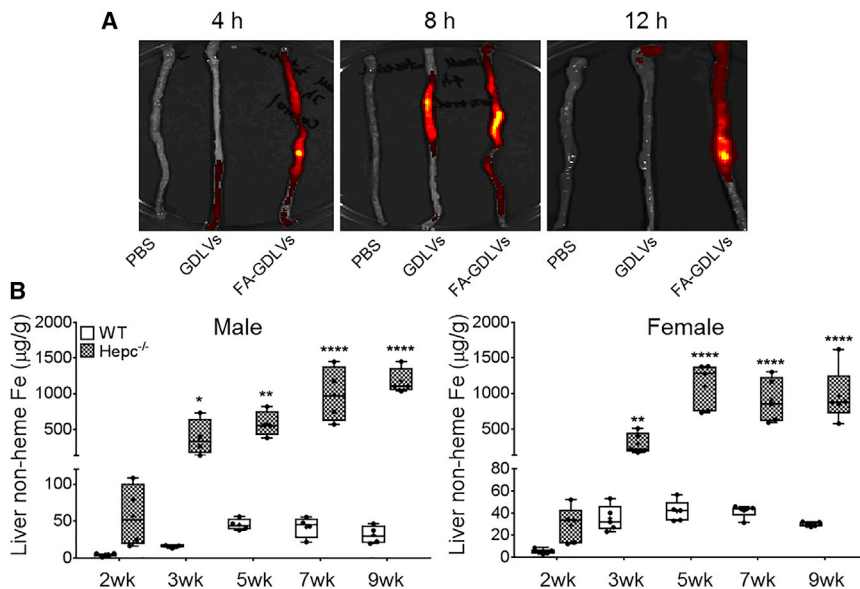 A
4 h 8 h 12 h
PBS GDLVs FA-GDLVs PBS GDLVs FA-GDLVs PBS GDLVs FA-GDLVs
B
Male
WT
Hepc⁻/⁻
Liver non-heme Fe (µg/g)
2000
1500
1000
500
100
50
0
* ** **** ****
2wk 3wk 5wk 7wk 9wk
Female
Liver non-heme Fe (µg/g)
2000
1500
1000
500
80
60
40
20
0
** **** **** ****
2wk 3wk 5wk 7wk 9wk